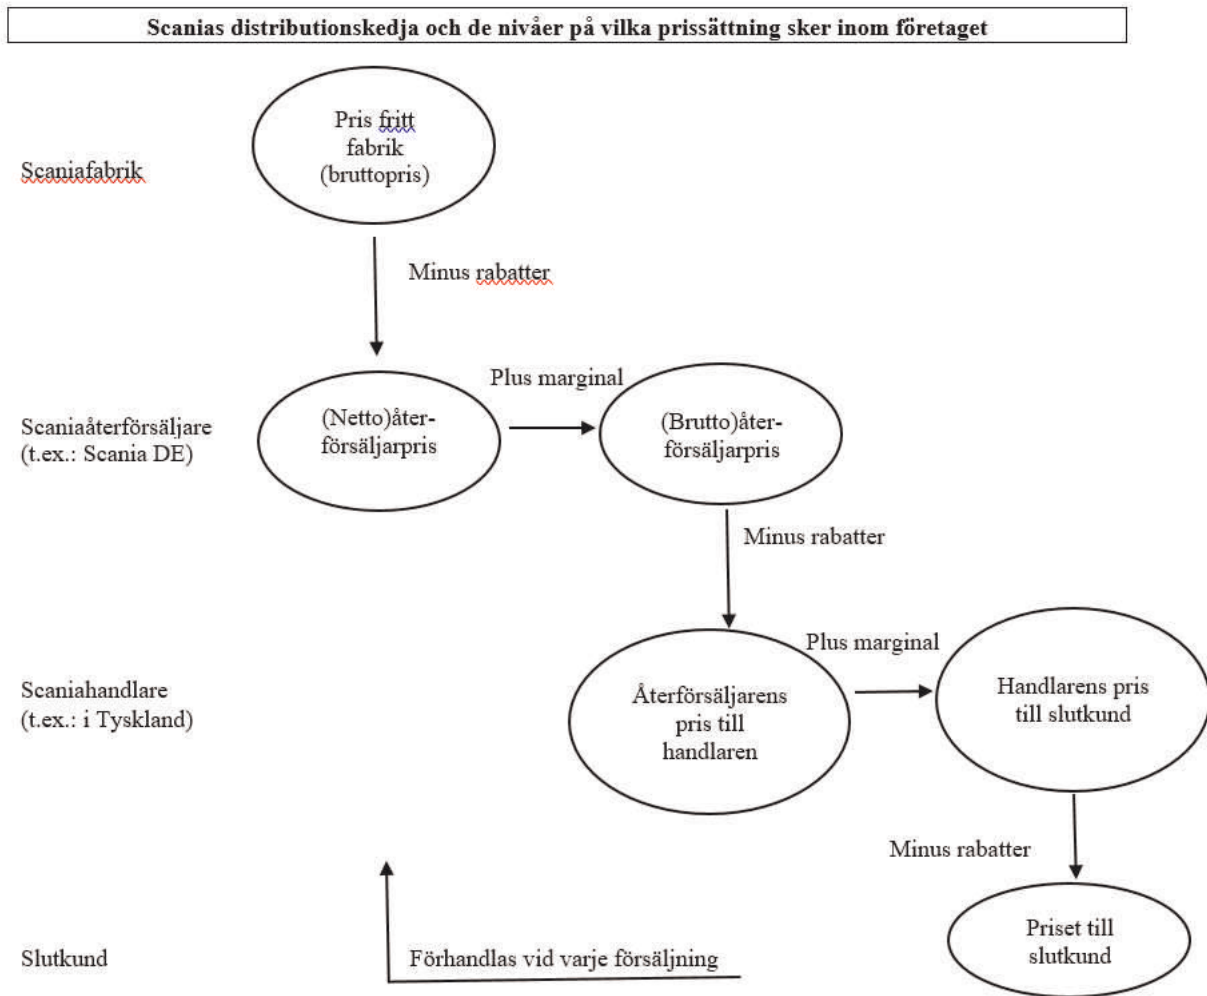 Scanias distributionskedja och de nivåer på vilka prissättning sker inom företaget
Pris fritt
fabrik
(bruttopris)
Scaniafabrik
Minus rabatter
Plus marginal
Scaniaåterförsäljare
(t.ex.: Scania DE)
(Netto)åter-
försäljarpris
(Brutto)åter-
försäljarpris
Minus rabatter
Plus marginal
Scaniahandlare
(t.ex.: i Tyskland)
Återförsäljarens
pris till
handlaren
Handlarens pris
till slutkund
Minus rabatter
Slutkund
Förhandlas vid varje försäljning
Priset till
slutkund